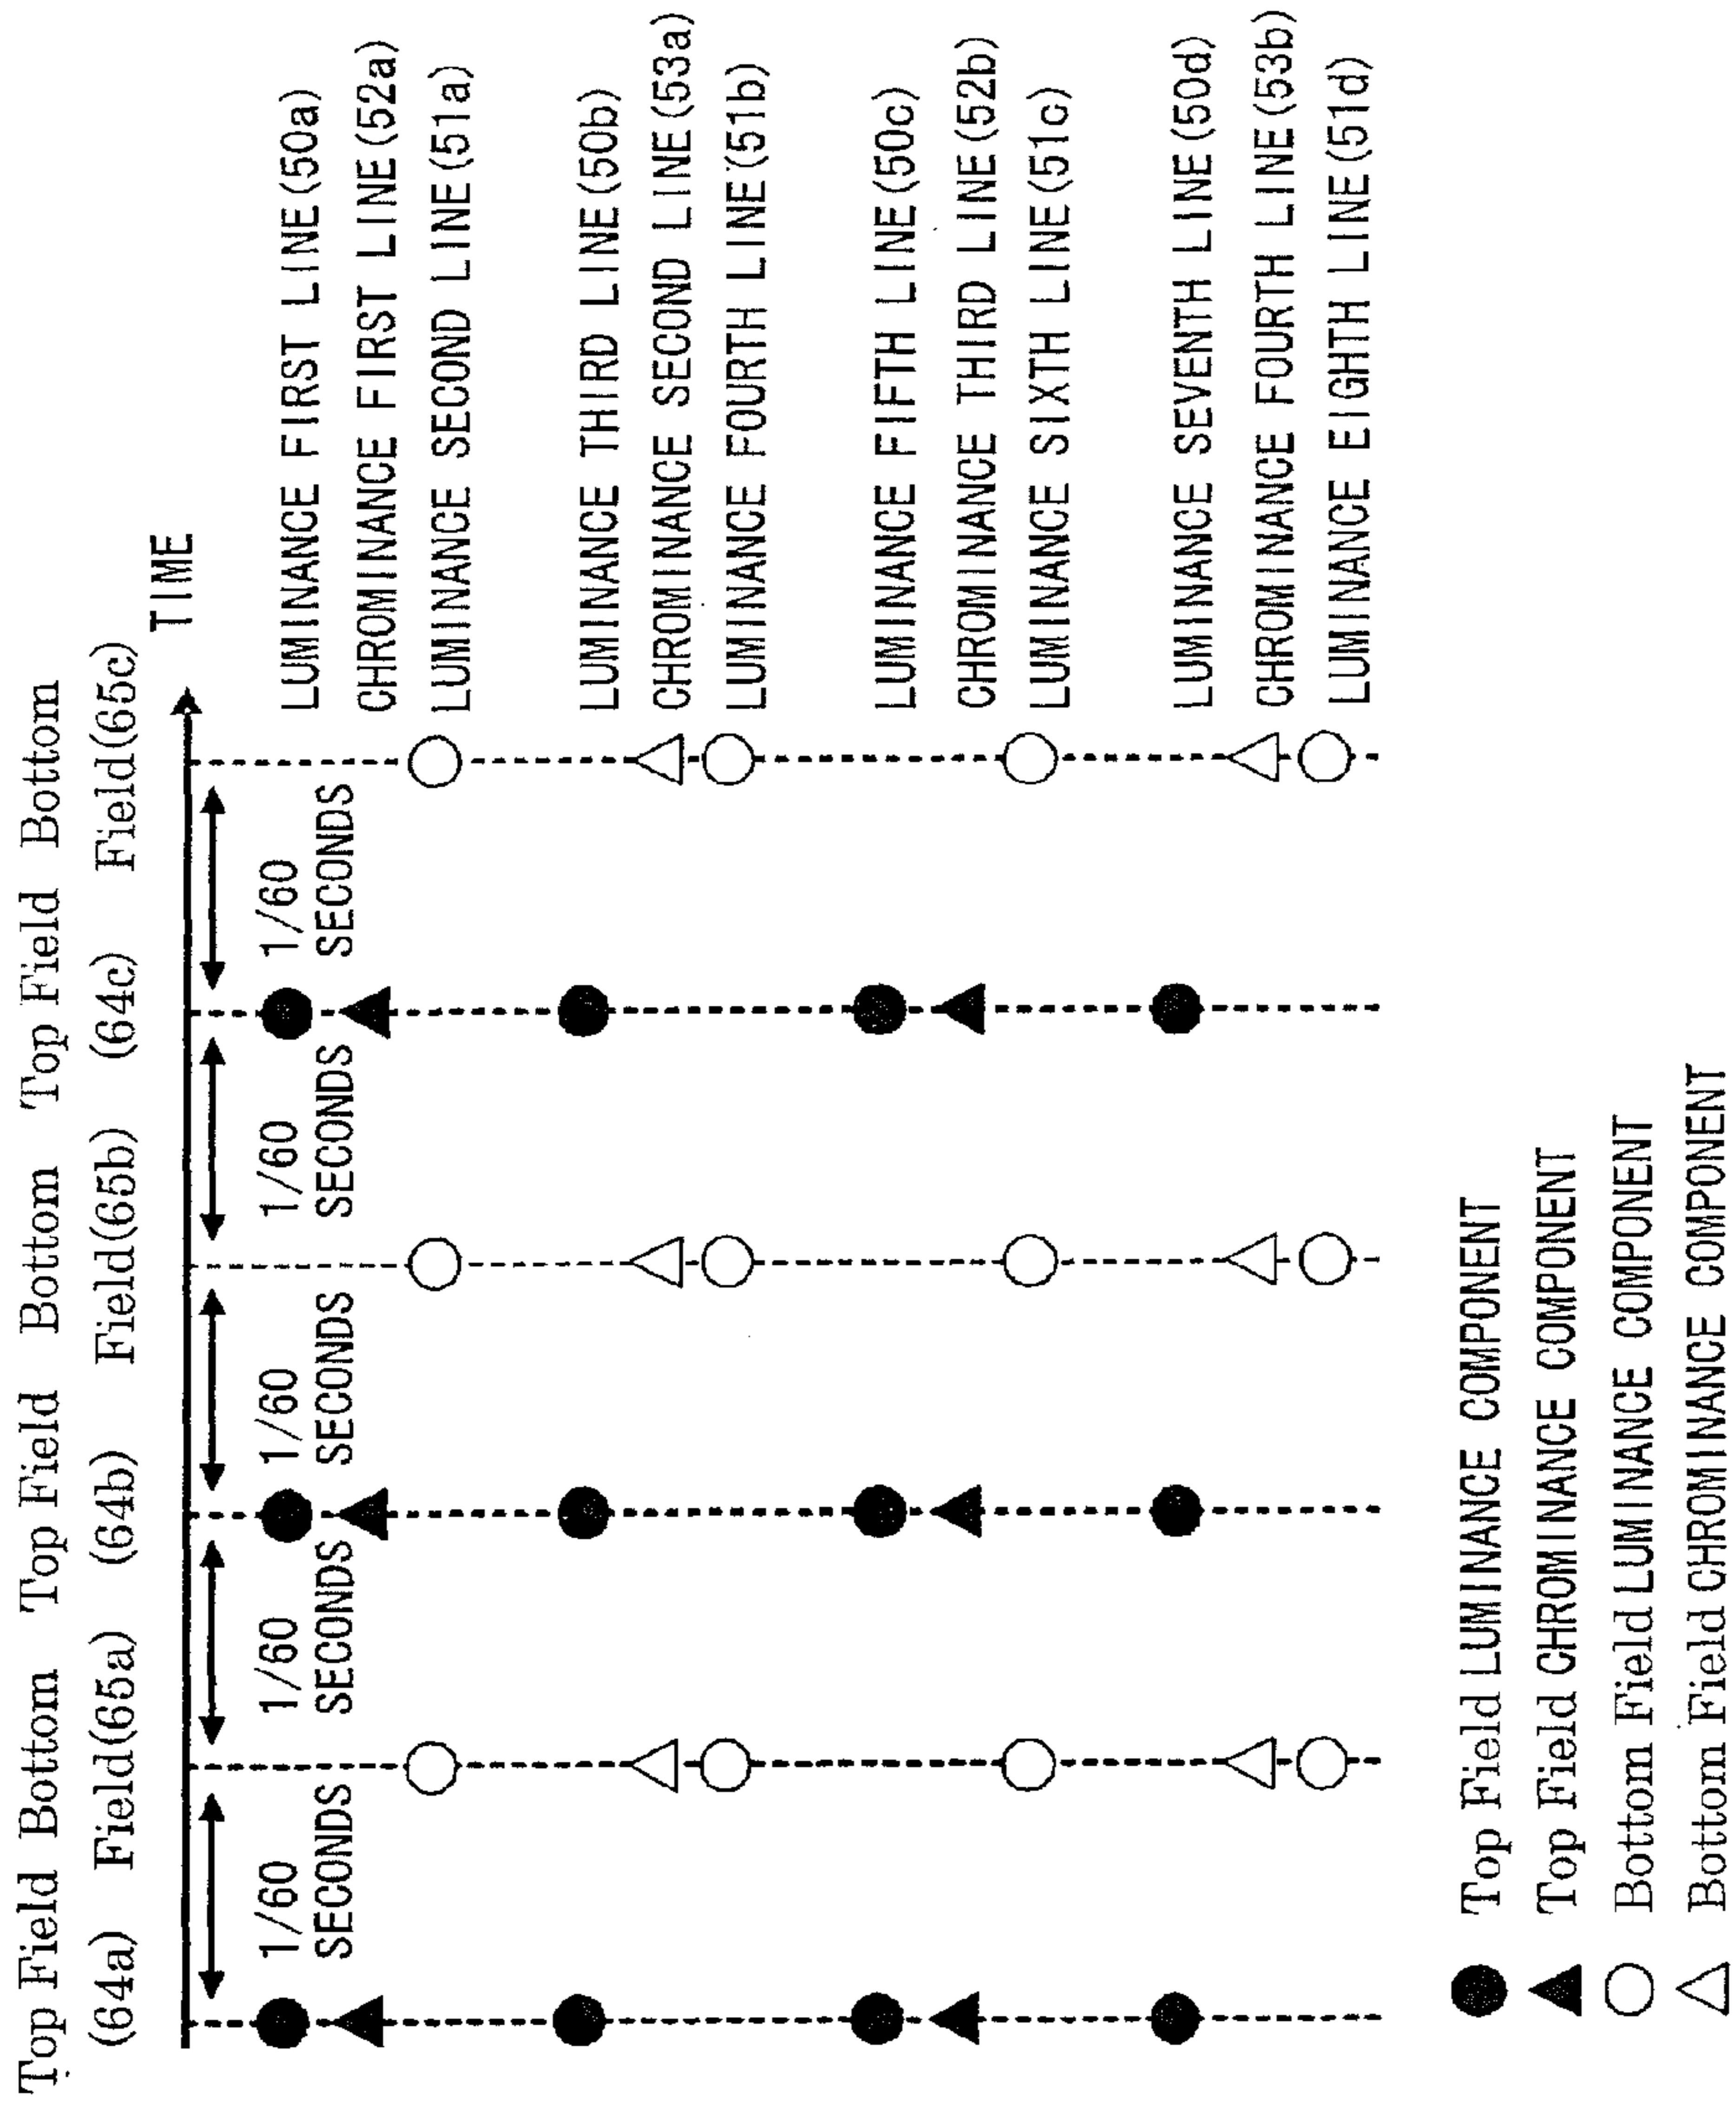 Top Field Bottom Top Field Bottom Top Field Bottom
(64a) Field(65a) (64b) Field(65b) (64c) Field(65c)
TIME
1/60 SECONDS
1/60 SECONDS
1/60 SECONDS
1/60 SECONDS
1/60 SECONDS
LUMINANCE FIRST LINE(50a)
CHROMINANCE FIRST LINE(52a)
LUMINANCE SECOND LINE(51a)
LUMINANCE THIRD LINE(50b)
CHROMINANCE SECOND LINE(53a)
LUMINANCE FOURTH LINE(51b)
LUMINANCE FIFTH LINE(50c)
CHROMINANCE THIRD LINE(52b)
LUMINANCE SIXTH LINE(51c)
LUMINANCE SEVENTH LINE(50d)
CHROMINANCE FOURTH LINE(53b)
LUMINANCE EIGHTH LINE(51d)
Top Field LUMINANCE COMPONENT
Top Field CHROMINANCE COMPONENT
Bottom Field LUMINANCE COMPONENT
Bottom Field CHROMINANCE COMPONENT